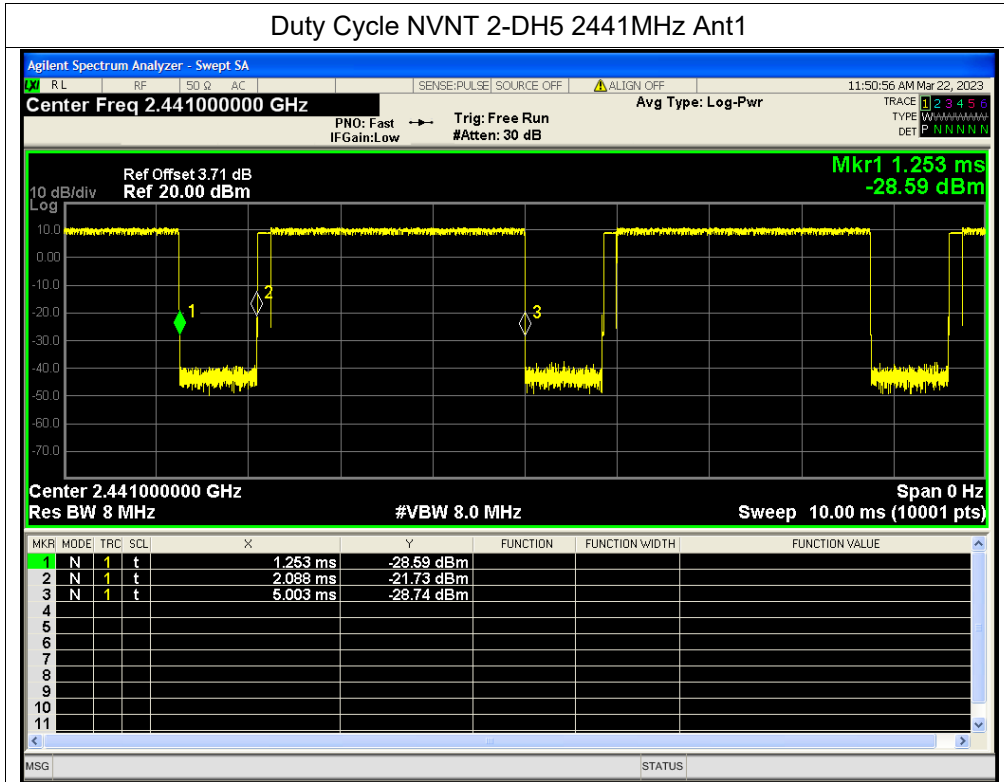 Duty Cycle NVNT 2-DH5 2441MHz Ant1
Agilent Spectrum Analyzer - Swept SA
LXI RL RF 50 Ω AC SENSE:PULSE SOURCE OFF ALIGN OFF 11:50:56 AM Mar 22, 2023
Center Freq 2.441000000 GHz Avg Type: Log-Pwr TRACE 1 2 3 4 5 6
PNO: Fast Trig: Free Run TYPE WWWWWW
IFGain:Low #Atten: 30 dB DET P N N N N N
Mkr1 1.253 ms
Ref Offset 3.71 dB
10 dB/div Ref 20.00 dBm -28.59 dBm
Log
10.0
0.00
-10.0
2
-20.0
1 3
-30.0
-40.0
-50.0
-60.0
-70.0
Center 2.441000000 GHz Span 0 Hz
Res BW 8 MHz #VBW 8.0 MHz Sweep 10.00 ms (10001 pts)
MKR MODE TRC SCL X Y FUNCTION FUNCTION WIDTH FUNCTION VALUE
1 N 1 t 1.253 ms -28.59 dBm
2 N 1 t 2.088 ms -21.73 dBm
3 N 1 t 5.003 ms -28.74 dBm
4
5
6
7
8
9
10
11
MSG STATUS